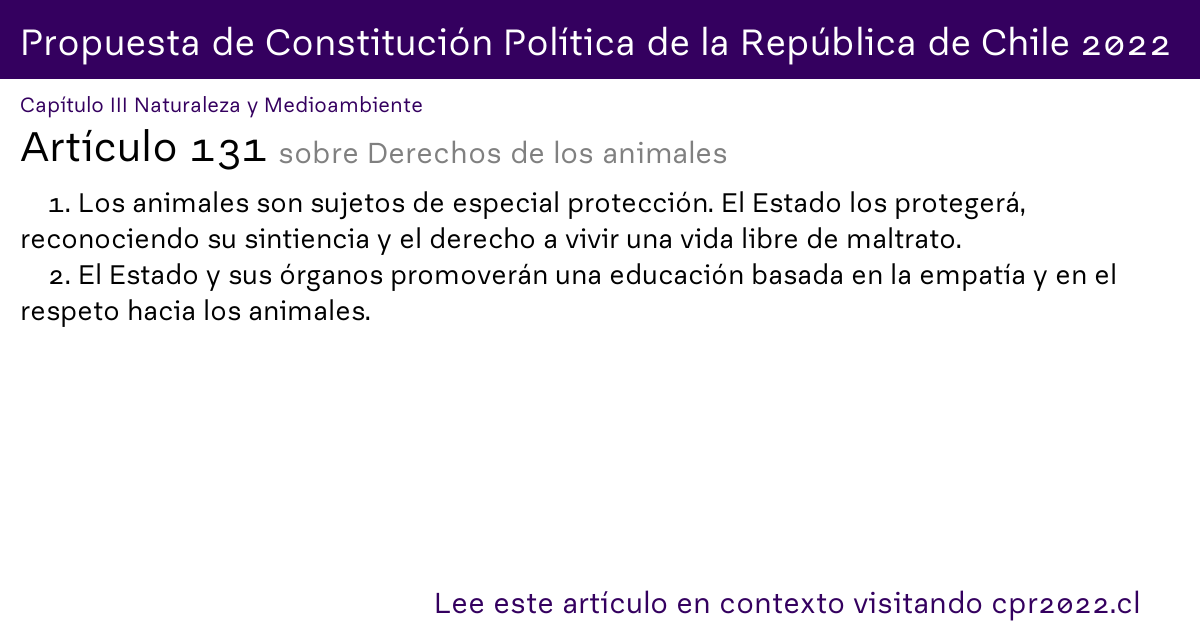 Propuesta de Constitución Política de la República de Chile 2022
Capítulo III Naturaleza y Medioambiente
Artículo 131 sobre Derechos de los animales
1. Los animales son sujetos de especial protección. El Estado los protegerá,
reconociendo su sintiencia y el derecho a vivir una vida libre de maltrato.
2. El Estado y sus órganos promoverán una educación basada en la empatía y en el
respeto hacia los animales.
Lee este artículo en contexto visitando cpr2022.cl